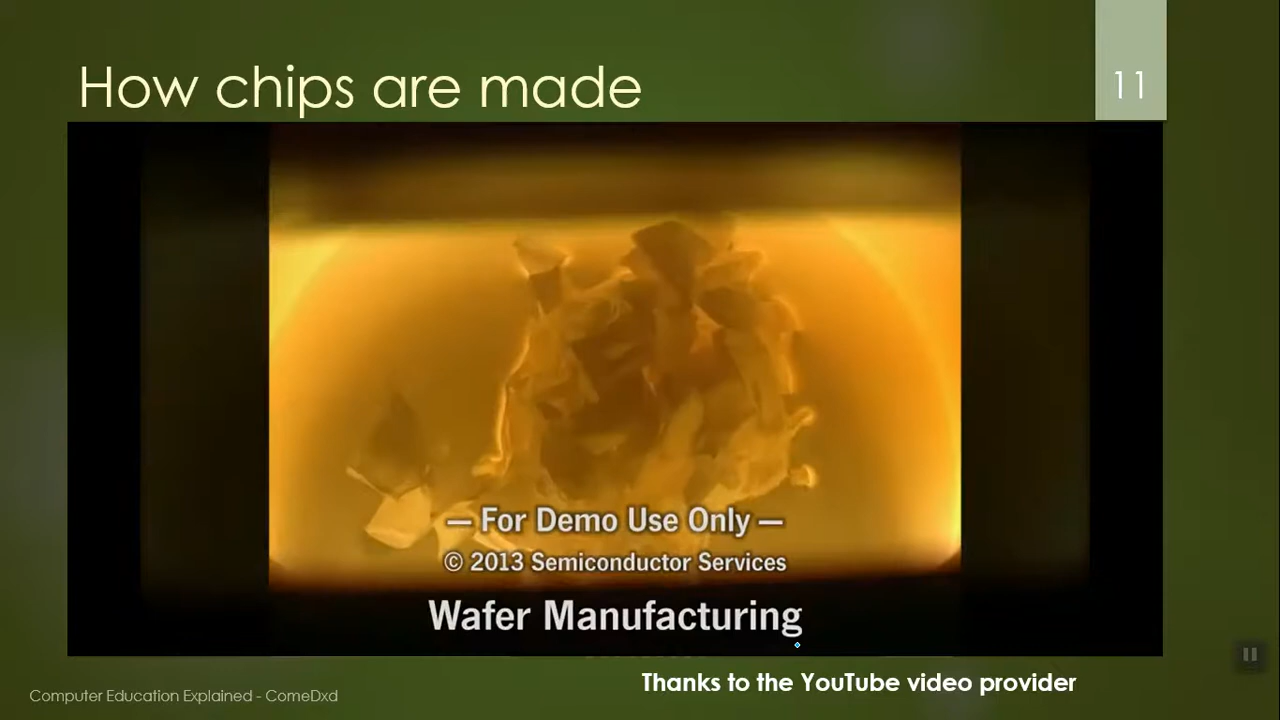 How chips are made
11
— For Demo Use Only —
© 2013 Semiconductor Services
Wafer Manufacturing
Thanks to the YouTube video provider
Computer Education Explained - ComeDxd